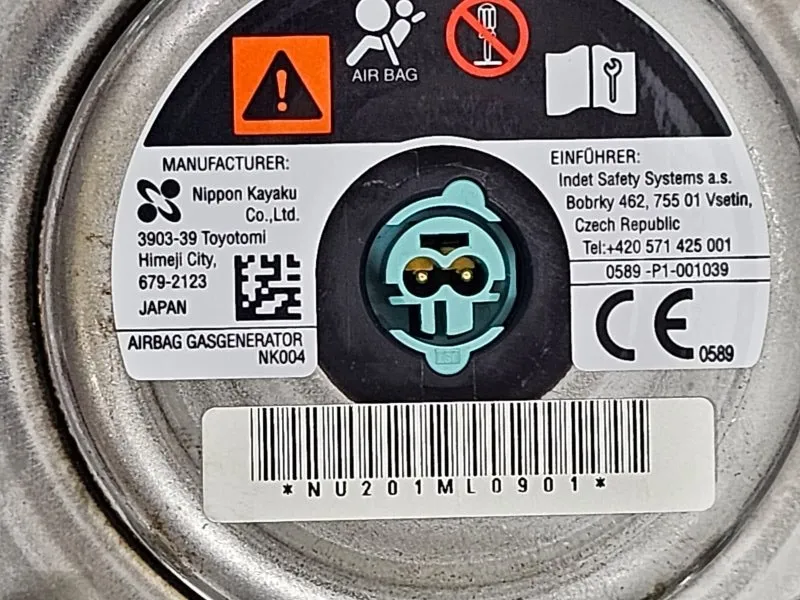 AIR BAG
MANUFACTURER:
Nippon Kayaku
Co.,Ltd.
3903-39 Toyotomi
Himeji City,
679-2123
JAPAN
AIRBAG GASGENERATOR
NK004
EINFÜHRER:
Indet Safety Systems a.s.
Bobrky 462, 755 01 Vsetin,
Czech Republic
Tel:+420 571 425 001
0589 -P1-001039
CE 0589
*NU201ML0901*